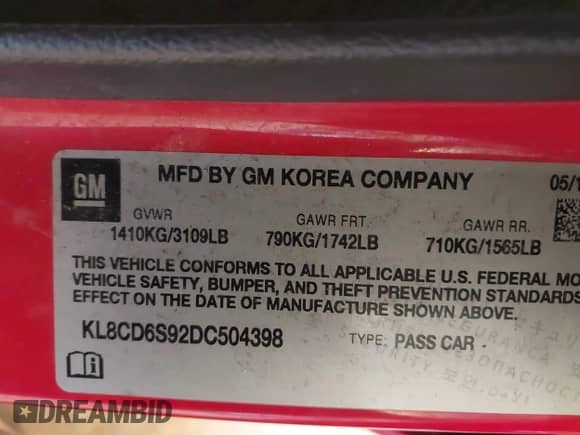 GM
MFD BY GM KOREA COMPANY 05/1
GVWR GAWR FRT. GAWR RR.
1410KG/3109LB 790KG/1742LB 710KG/1565LB
THIS VEHICLE CONFORMS TO ALL APPLICABLE U.S. FEDERAL MO
VEHICLE SAFETY, BUMPER, AND THEFT PREVENTION STANDARDS
EFFECT ON THE DATE OF MANUFACTURE SHOWN ABOVE.
KL8CD6S92DC504398 TYPE: PASS CAR
SECURITY
DREAMBID